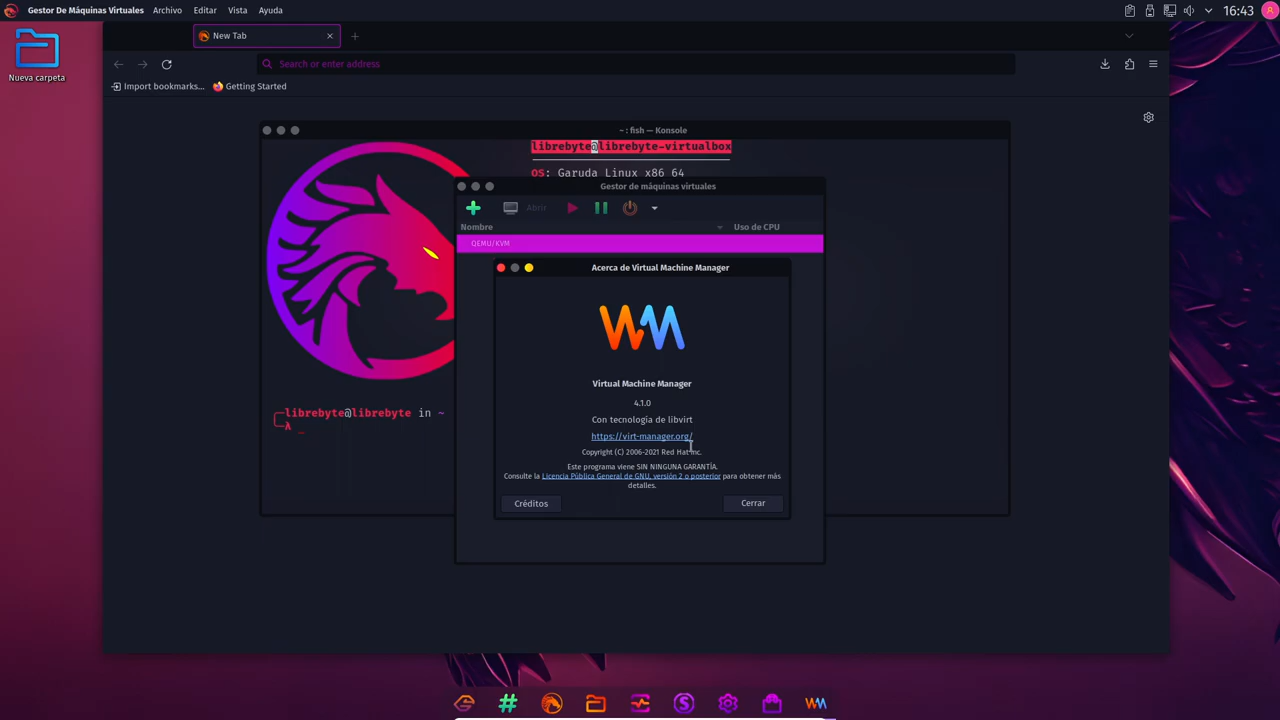 Gestor De Máquinas Virtuales Archivo Editar Vista Ayuda 16:43
New Tab
Search or enter address
Import bookmarks... Getting Started
Nueva carpeta
~ : fish — Konsole
librebyte@librebyte-virtualbox
OS: Garuda Linux x86 64
Gestor de máquinas virtuales
Abrir
Nombre Uso de CPU
QEMU/KVM
Acerca de Virtual Machine Manager
Virtual Machine Manager
4.1.0
Con tecnología de libvirt
https://virt-manager.org/
Copyright (C) 2006-2021 Red Hat Inc.
Este programa viene SIN NINGUNA GARANTÍA.
Consulte la Licencia Pública General de GNU, versión 2 o posterior para obtener más
detalles.
Créditos Cerrar
librebyte@librebyte in ~
λ _